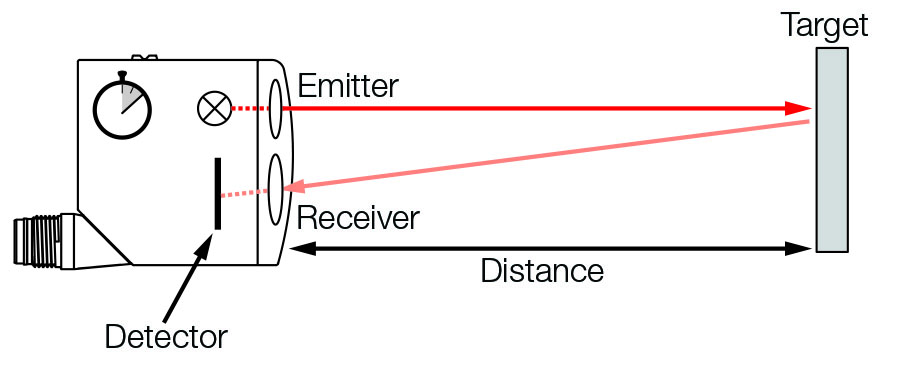 Target
Emitter
Receiver
Distance
Detector